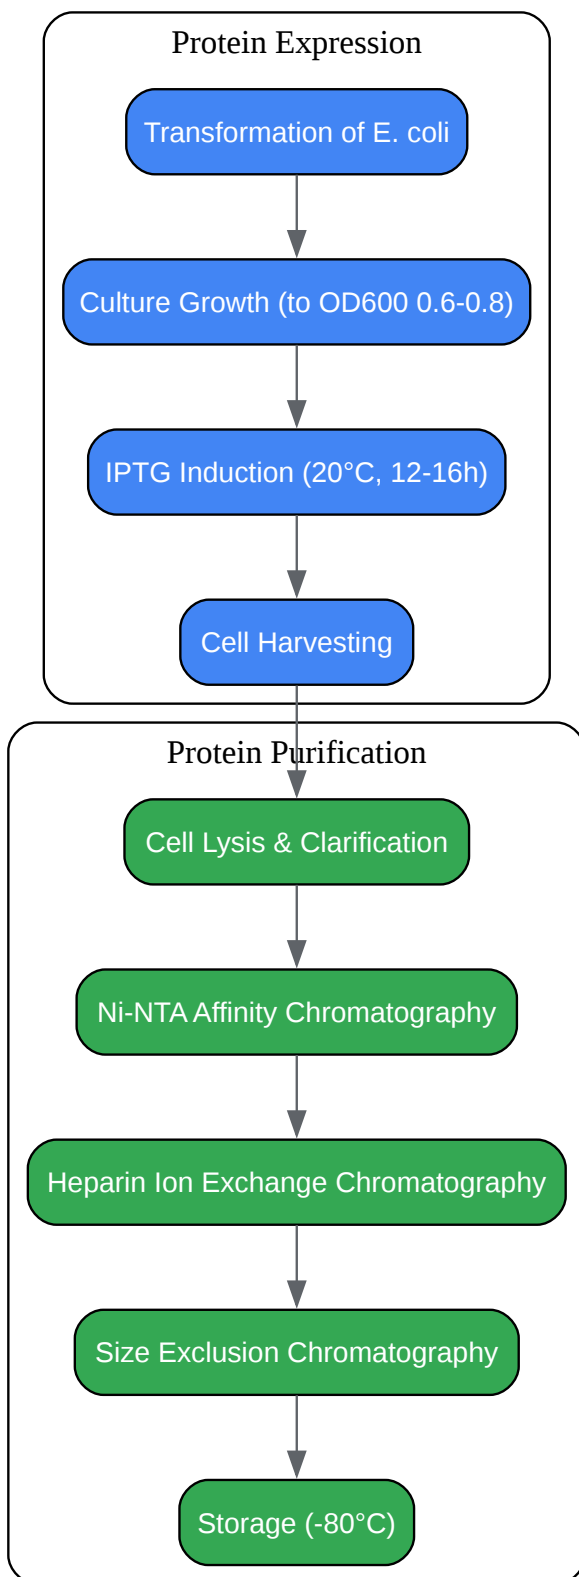 Protein Expression
Transformation of E. coli
Culture Growth (to OD600 0.6-0.8)
IPTG Induction (20°C, 12-16h)
Cell Harvesting
Protein Purification
Cell Lysis & Clarification
Ni-NTA Affinity Chromatography
Heparin Ion Exchange Chromatography
Size Exclusion Chromatography
Storage (-80°C)